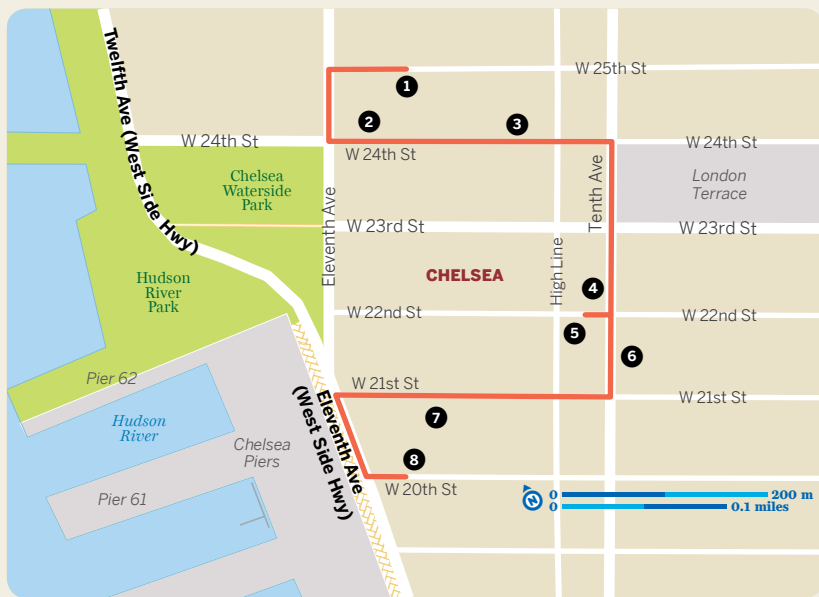 Twelfth Ave (West Side Hwy)
W 25th St
1
2
3
W 24th St
W 24th St
W 24th St
Chelsea
Waterside
Park
London
Terrace
Eleventh Ave
Tenth Ave
W 23rd St
W 23rd St
High Line
CHELSEA
Hudson
River
Park
4
W 22nd St
W 22nd St
5
6
Pier 62
W 21st St
W 21st St
Eleventh Ave
(West Side Hwy)
7
Hudson
River
Chelsea
Piers
8
W 20th St
Pier 61
N
0 200 m
0 0.1 miles